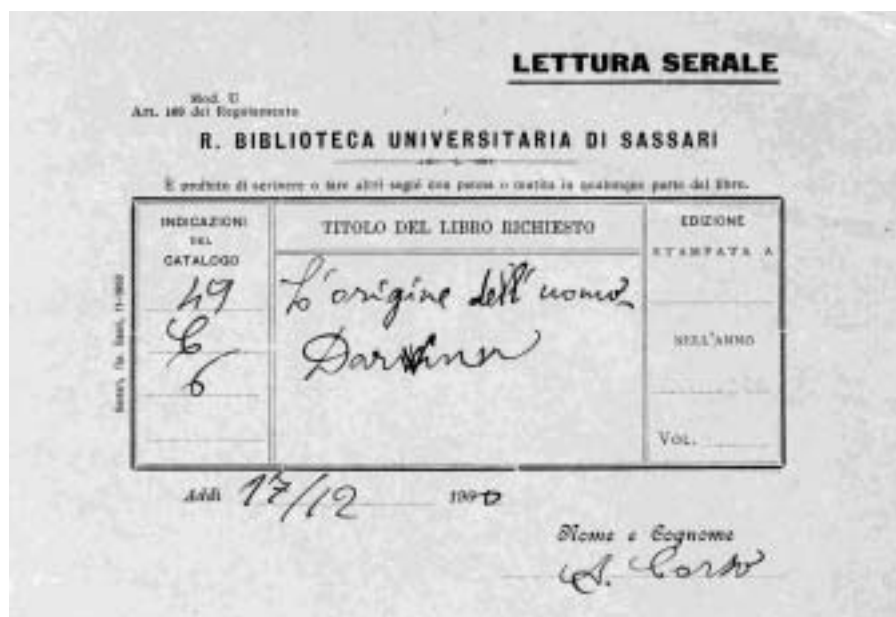 LETTURA SERALE
Mod. U
Art. 169 del Regolamento
R. BIBLIOTECA UNIVERSITARIA DI SASSARI
È proibito di scrivere o fare altri segni con penna o matita in qualunque parte del libro.
INDICAZIONI
DEL
CATALOGO
49
C
6
TITOLO DEL LIBRO RICHIESTO
L'origine dell'uomo
Darwin
EDIZIONE
STAMPATA A
NELL'ANNO
VOL.
Addì 17/12 190
Nome e Cognome